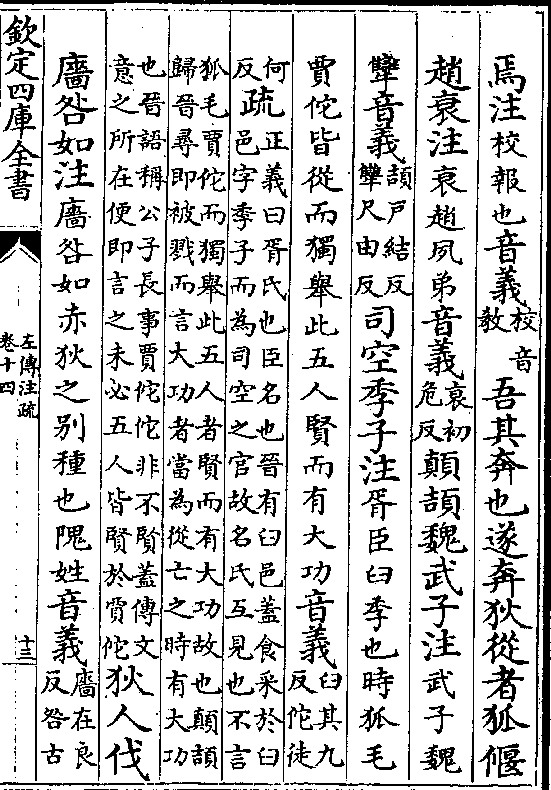 焉注校報也音義校音教吾其奔也遂奔狄從者狐偃
趙衰注衰趙夙弟音義衰初危反顛頡魏武子注武子魏
犨音義頡戸結反犨尺由反司空季子注胥臣臼季也時狐毛
賈佗皆從而獨舉此五人賢而有大功音義臼其九反佗徒
何反疏正義曰胥氏也臣名也晉有臼邑蓋食采於臼邑字季子而為司空之官故名氏互見也不言
狐毛賈佗而獨舉此五人者賢而有大功故也顛頡歸晉尋即被戮而言大功者當為從亡之時有大功
也晉語稱公子長事賈佗佗非不賢蓋傳文意之所在便即言之未必五人皆賢於賈佗狄人伐
廧咎如注廧咎如赤狄之别種也隗姓音義廧在良反咎古
欽定四庫全書
左傳注疏
卷十四
十三